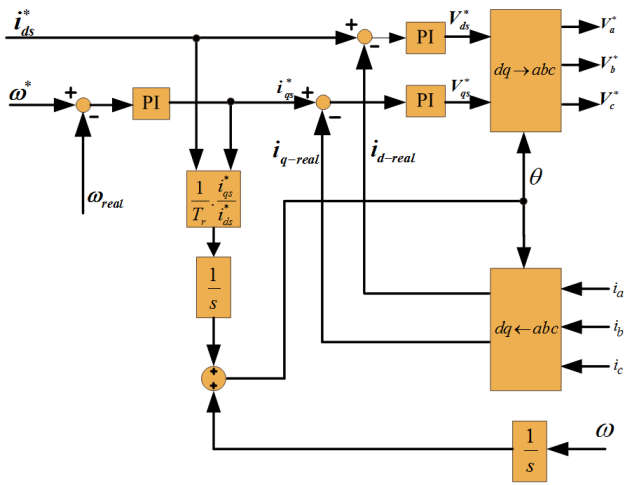 i*ds
+
-
PI
V*ds
dq→abc
V*a
V*b
V*c
ω*
+
-
PI
i*qs
+
-
PI
V*qs
iq-real
id-real
ωreal
θ
1/Tr · i*qs/i*ds
1/s
dq←abc
ia
ib
ic
+
+
1/s
ω